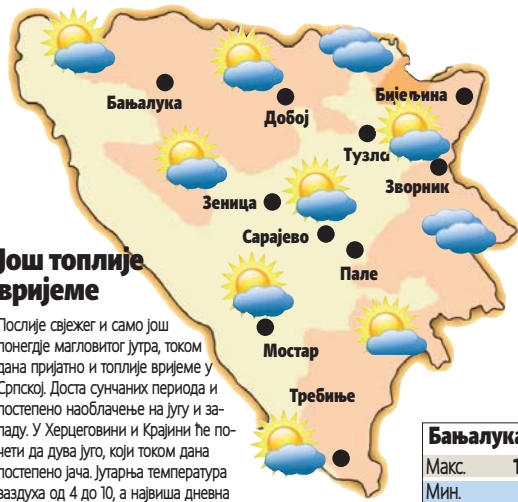 Бањалука
Добој
Бијељина
Тузла
Зворник
Зеница
Сарајево
Пале
Мостар
Требиње
Још топлије
вријеме
Послије свјежег и само још
понегдје магловитог јутра, током
дана пријатно и топлије вријеме у
Српској. Доста сунчаних периода и
постепено наоблачење на југу и за-
паду. У Херцеговини и Крајини ће по-
чети да дува југо, који током дана
постепено јача. Јутарња температура
ваздуха од 4 до 10, а највиша дневна
Бањалука
Макс.
Мин.